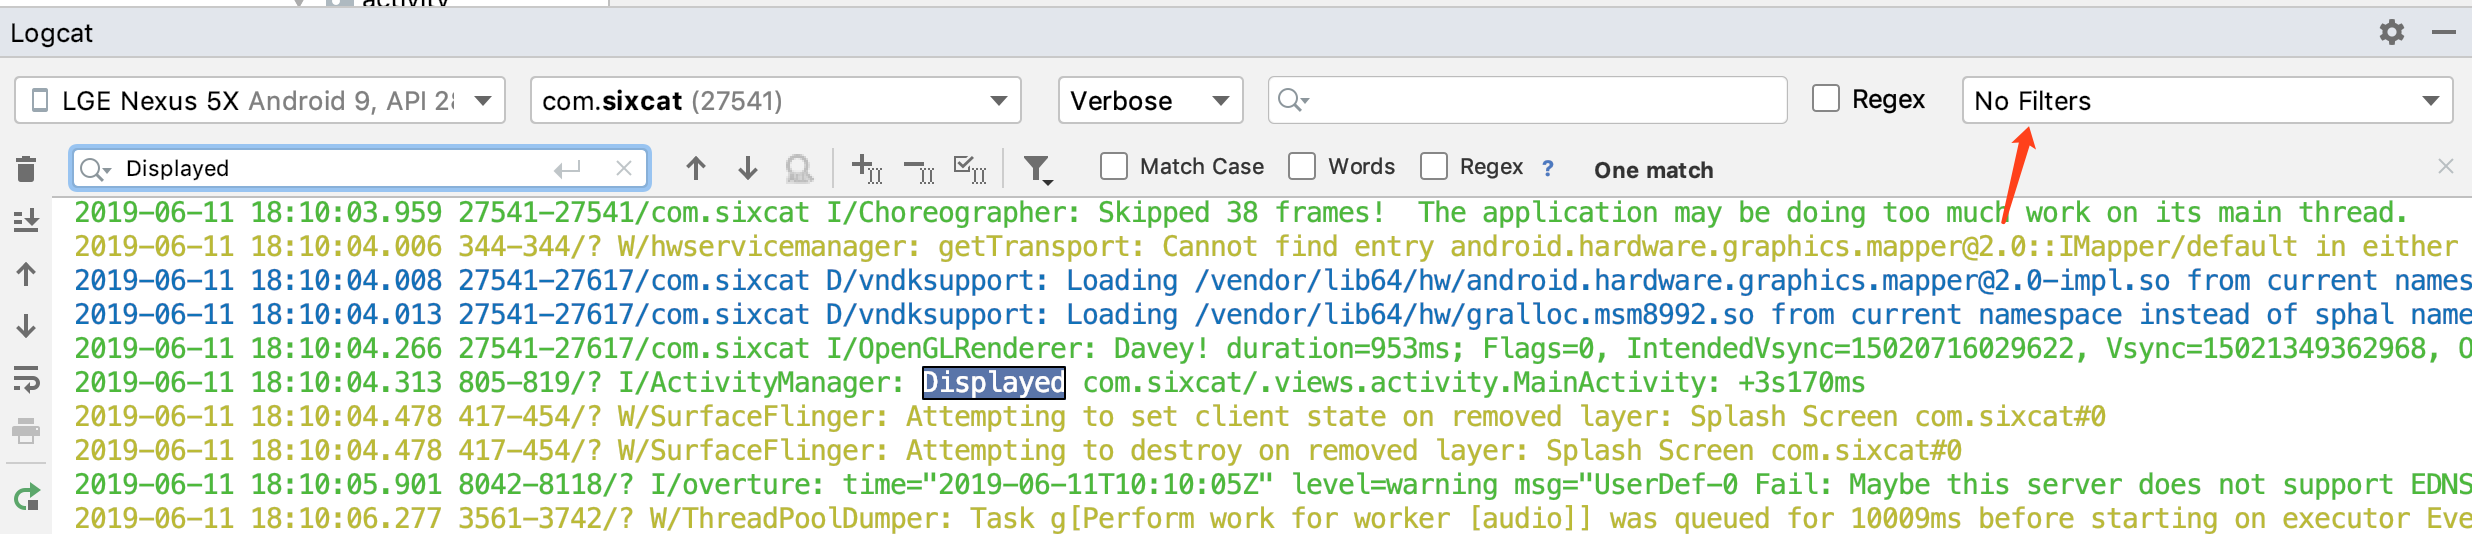 activity
Logcat
LGE Nexus 5X Android 9, API 28
com.sixcat (27541)
Verbose
Regex
No Filters
Displayed
Match Case
Words
Regex
?
One match
2019-06-11 18:10:03.959 27541-27541/com.sixcat I/Choreographer: Skipped 38 frames!  The application may be doing too much work on its main thread.
2019-06-11 18:10:04.006 344-344/? W/hwservicemanager: getTransport: Cannot find entry android.hardware.graphics.mapper@2.0::IMapper/default in either
2019-06-11 18:10:04.008 27541-27617/com.sixcat D/vndksupport: Loading /vendor/lib64/hw/android.hardware.graphics.mapper@2.0-impl.so from current names
2019-06-11 18:10:04.013 27541-27617/com.sixcat D/vndksupport: Loading /vendor/lib64/hw/gralloc.msm8992.so from current namespace instead of sphal name
2019-06-11 18:10:04.266 27541-27617/com.sixcat I/OpenGLRenderer: Davey! duration=953ms; Flags=0, IntendedVsync=15020716029622, Vsync=15021349362968, O
2019-06-11 18:10:04.313 805-819/? I/ActivityManager: Displayed com.sixcat/.views.activity.MainActivity: +3s170ms
2019-06-11 18:10:04.478 417-454/? W/SurfaceFlinger: Attempting to set client state on removed layer: Splash Screen com.sixcat#0
2019-06-11 18:10:04.478 417-454/? W/SurfaceFlinger: Attempting to destroy on removed layer: Splash Screen com.sixcat#0
2019-06-11 18:10:05.901 8042-8118/? I/overture: time="2019-06-11T10:10:05Z" level=warning msg="UserDef-0 Fail: Maybe this server does not support EDNS
2019-06-11 18:10:06.277 3561-3742/? W/ThreadPoolDumper: Task g[Perform work for worker [audio]] was queued for 10009ms before starting on executor Eve